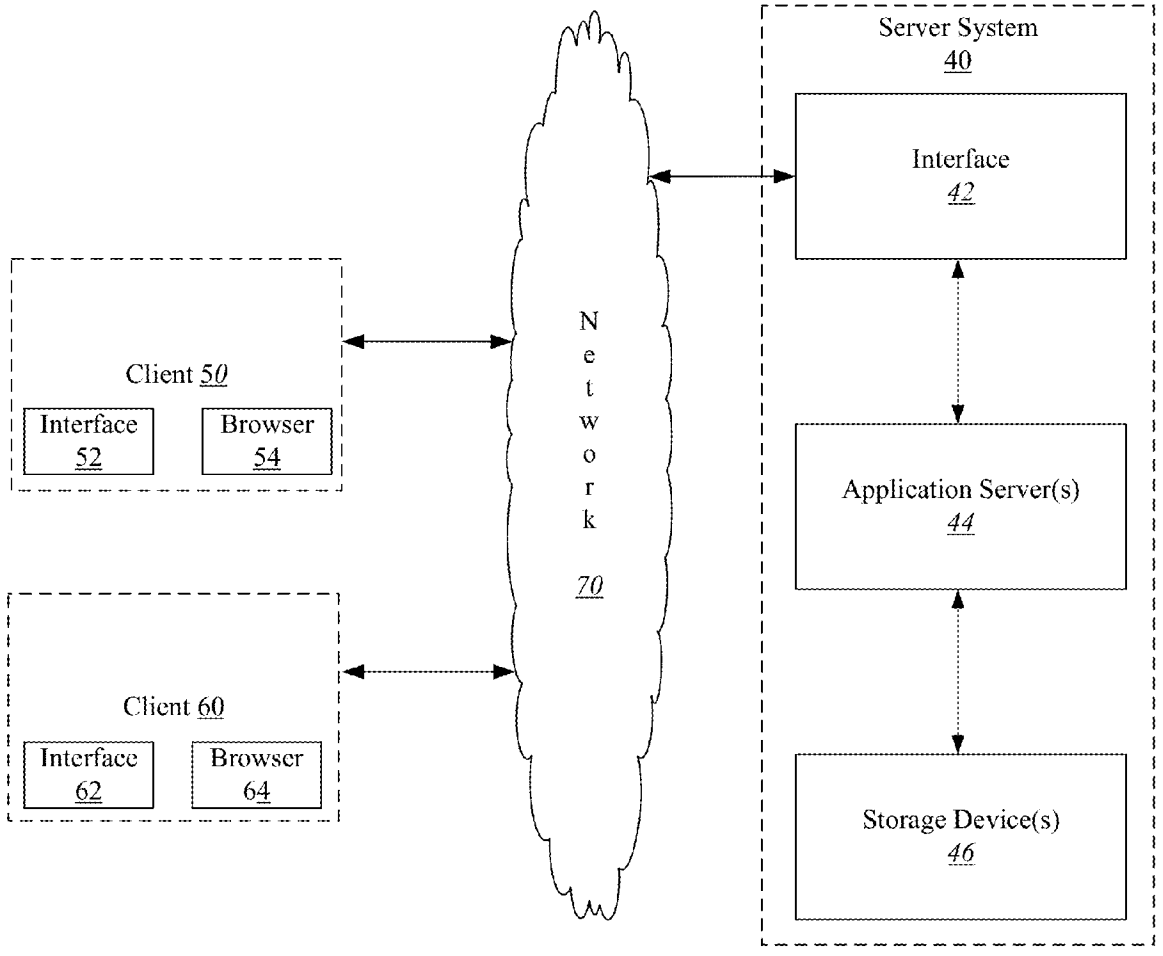 Server System
40
Interface
42
Application Server(s)
44
Storage Device(s)
46
Network
70
Client 50
Interface
52
Browser
54
Client 60
Interface
62
Browser
64